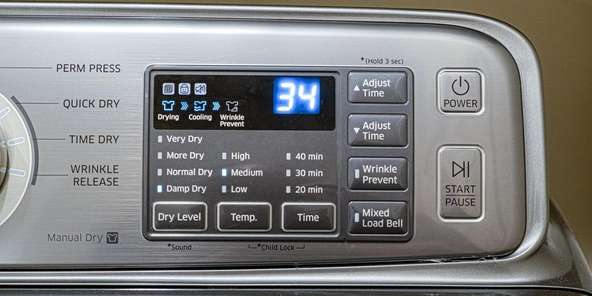 PERM PRESS
QUICK DRY
TIME DRY
WRINKLE
RELEASE
Manual Dry
34
Drying
Cooling
Wrinkle
Prevent
Very Dry
More Dry
Normal Dry
Damp Dry
High
Medium
Low
40 min
30 min
20 min
Dry Level
Temp.
Time
*Sound
*Child Lock
*(Hold 3 sec)
Adjust
Time
Adjust
Time
Wrinkle
Prevent
Mixed
Load Bell
POWER
START
PAUSE